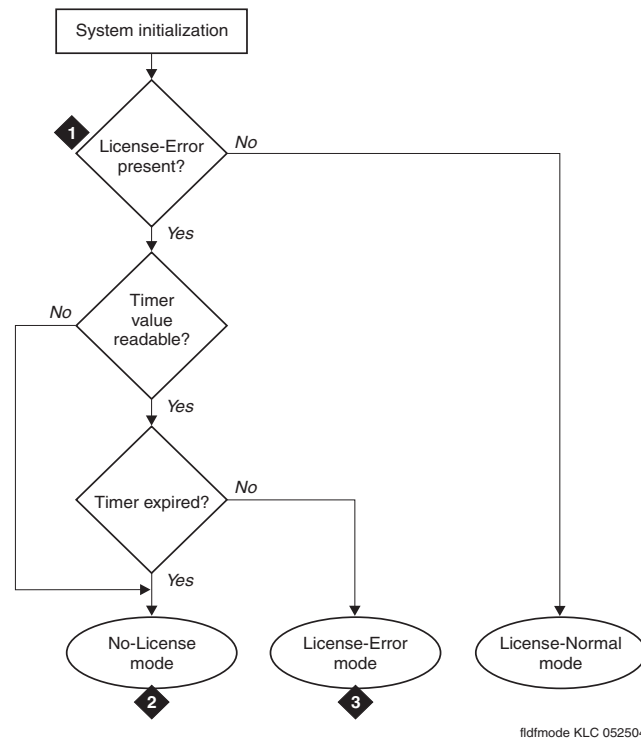 System initialization
1
License-Error
present?
No
Yes
Timer
value
readable?
No
Yes
Timer expired?
No
Yes
No-License
mode
License-Error
mode
License-Normal
mode
2
3
fldfmode KLC 05250